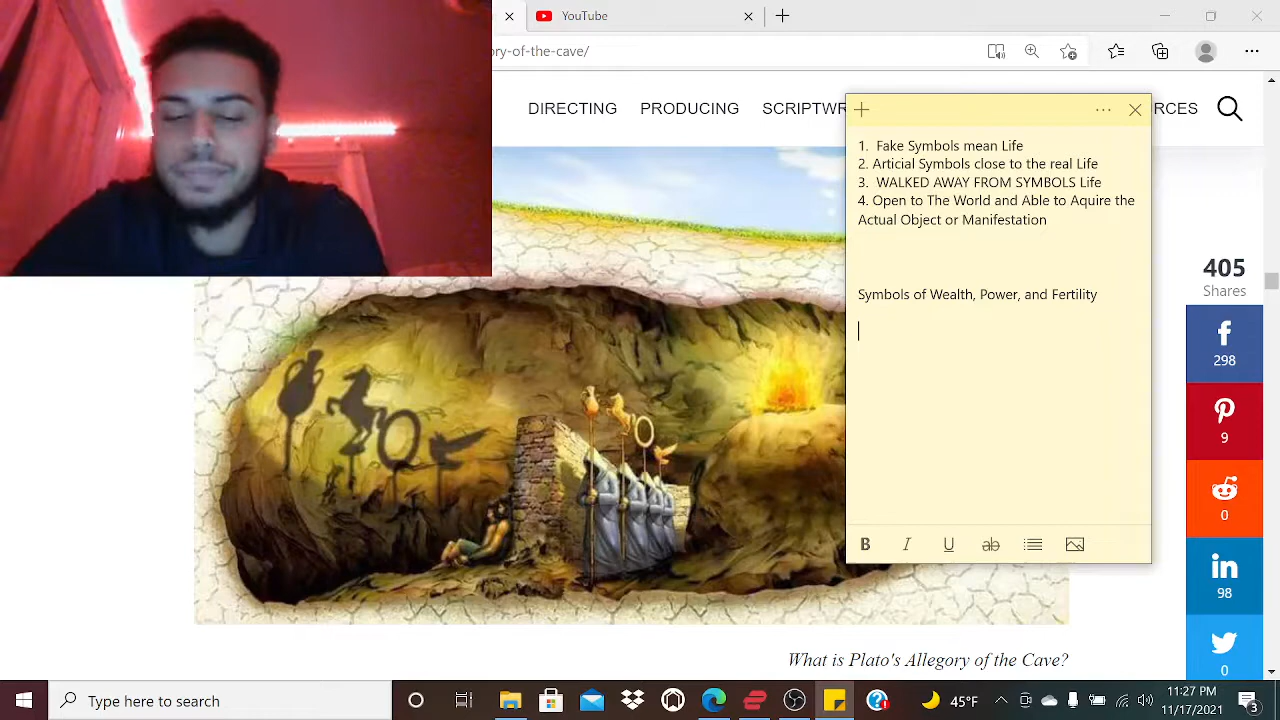 YouTube
ory-of-the-cave/
DIRECTING PRODUCING SCRIPTWR RCES
1. Fake Symbols mean Life
2. Articial Symbols close to the real Life
3. WALKED AWAY FROM SYMBOLS Life
4. Open to The World and Able to Aquire the
Actual Object or Manifestation
Symbols of Wealth, Power, and Fertility
B I U ab
405
Shares
298
9
0
98
0
What is Plato's Allegory of the Cave?
Type here to search
45°F
11:01 PM
11/17/2021